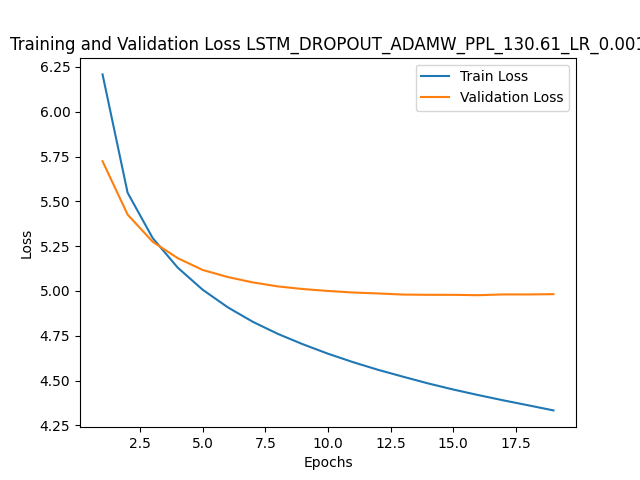 Training and Validation Loss LSTM_DROPOUT_ADAMW_PPL_130.61_LR_0.001
Train Loss
Validation Loss
6.25
6.00
5.75
5.50
5.25
5.00
4.75
4.50
4.25
Loss
2.5 5.0 7.5 10.0 12.5 15.0 17.5
Epochs